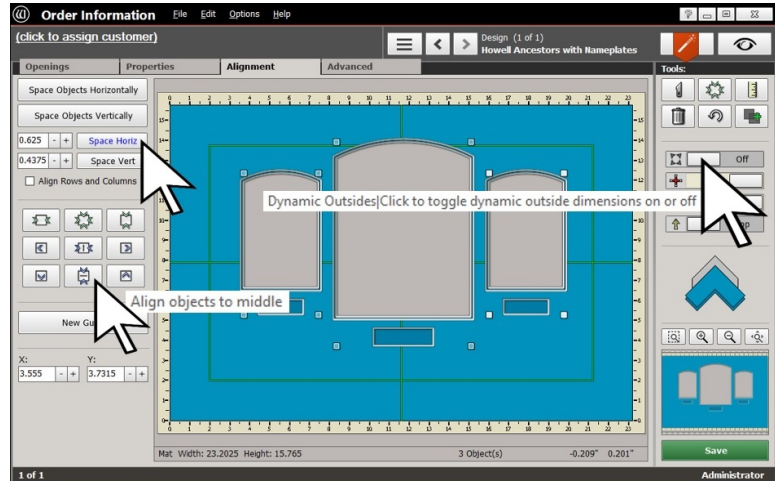 Order Information File Edit Options Help
(click to assign customer)
Design (1 of 1)
Howell Ancestors with Nameplates
Openings Properties Alignment Advanced
Tools:
Space Objects Horizontally
Space Objects Vertically
0.625 - + Space Horiz
0.4375 - + Space Vert
Align Rows and Columns
Off
Dynamic Outsides|Click to toggle dynamic outside dimensions on or off
Align objects to middle
X: Y:
3.555 - + 3.7315 - +
Mat Width: 23.2025 Height: 15.765 3 Object(s) -0.209" 0.201"
Save
1 of 1 Administrator